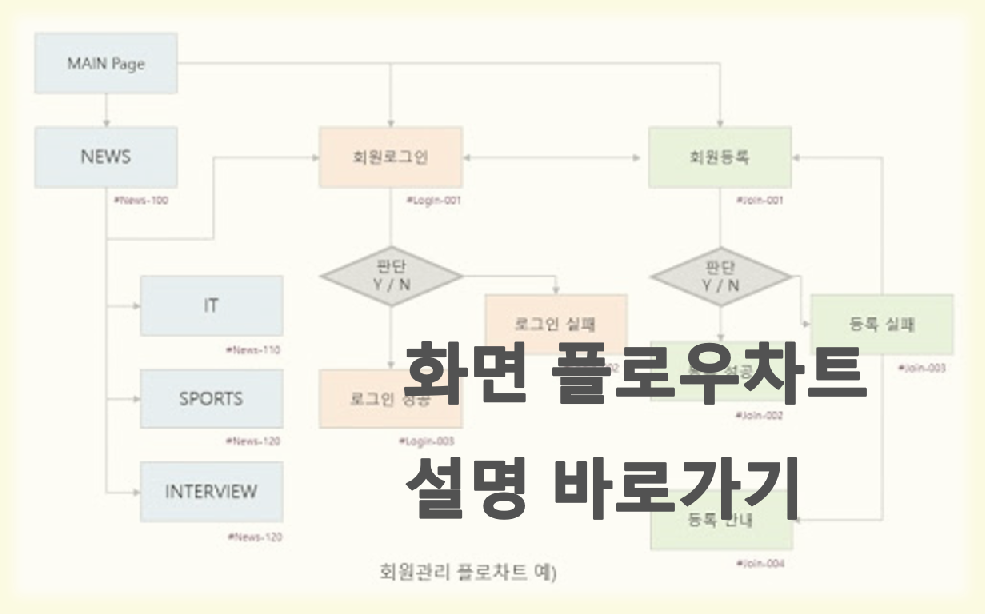 MAIN Page
NEWS
#News-100
회원로그인
#Login-001
회원등록
#Join-001
판단
Y / N
판단
Y / N
IT
#News-110
로그인 실패
등록 실패
#Join-003
화면 플로우차트
SPORTS
#News-120
로그인 성공
#Login-003
성공
#Join-002
설명 바로가기
INTERVIEW
#News-120
등록 안내
#Join-004
회원관리 플로차트 예)